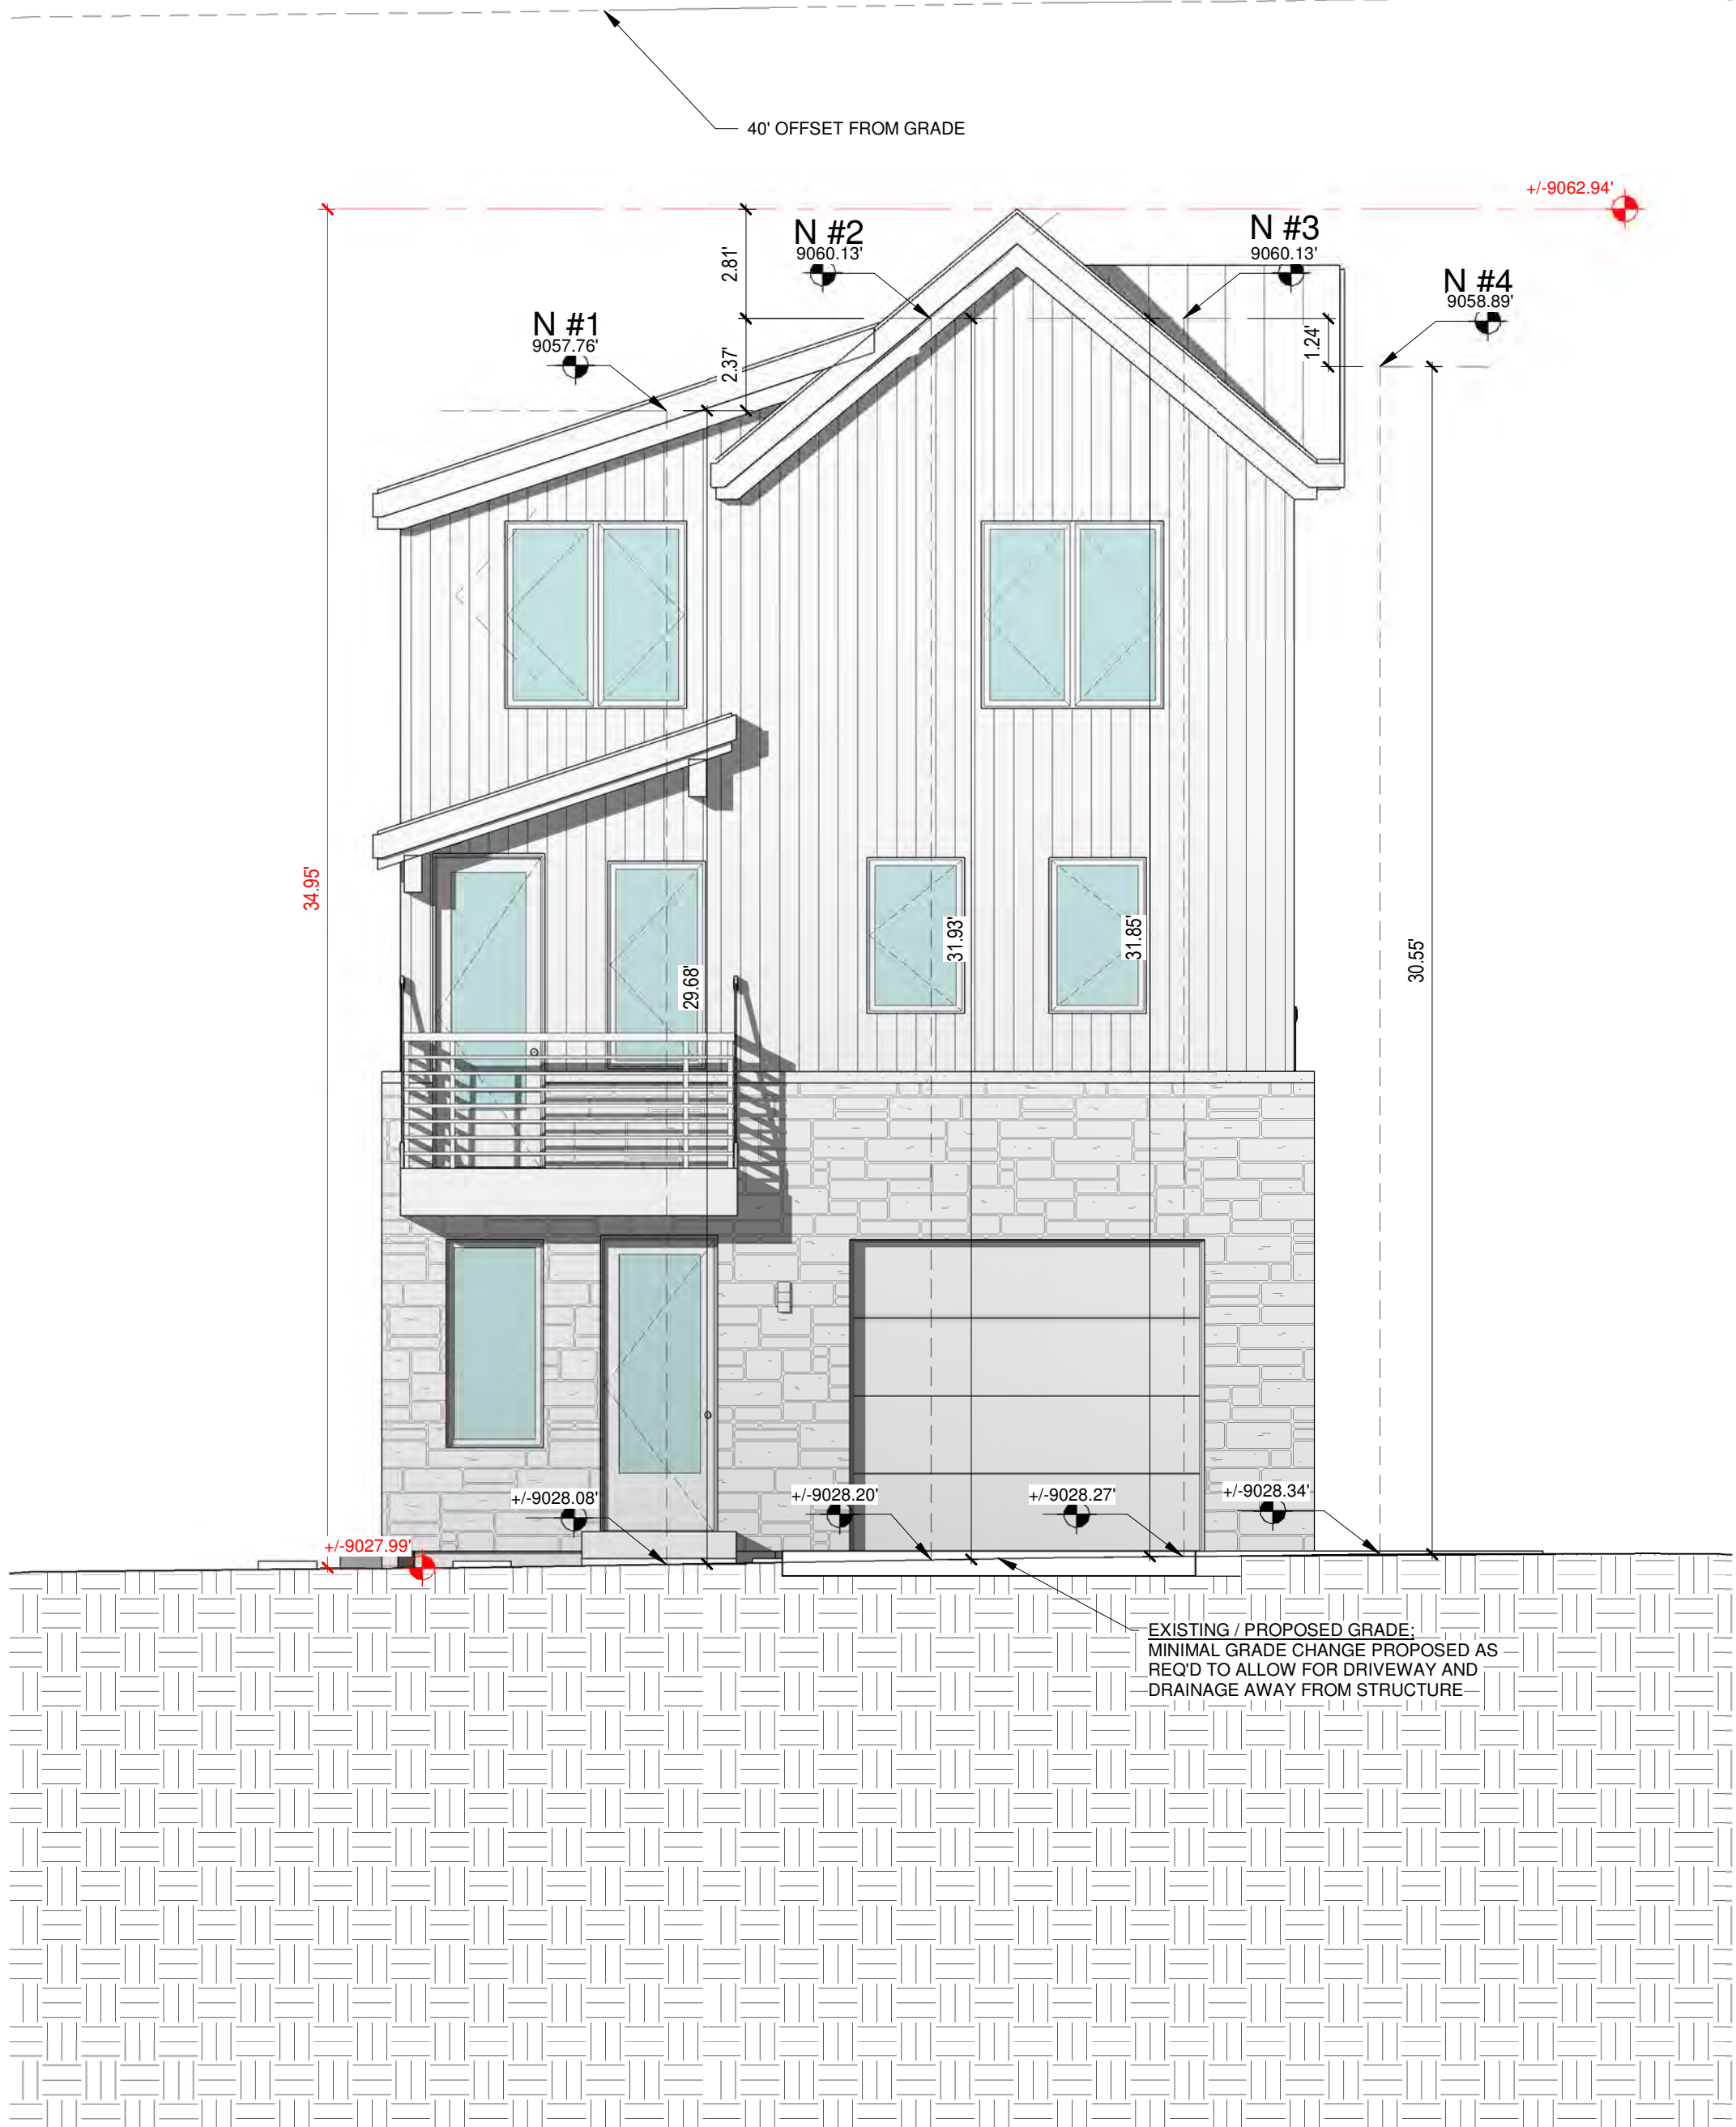 40' OFFSET FROM GRADE
+/-9062.94'
N #2
9060.13'
N #3
9060.13'
2.81'
N #4
9058.89'
N #1
9057.76'
2.37'
1.24'
34.95'
31.93'
31.85'
30.55'
29.68'
+/-9028.08'
+/-9028.20'
+/-9028.27'
+/-9028.34'
+/-9027.99'
EXISTING / PROPOSED GRADE;
MINIMAL GRADE CHANGE PROPOSED AS
REQ'D TO ALLOW FOR DRIVEWAY AND
DRAINAGE AWAY FROM STRUCTURE